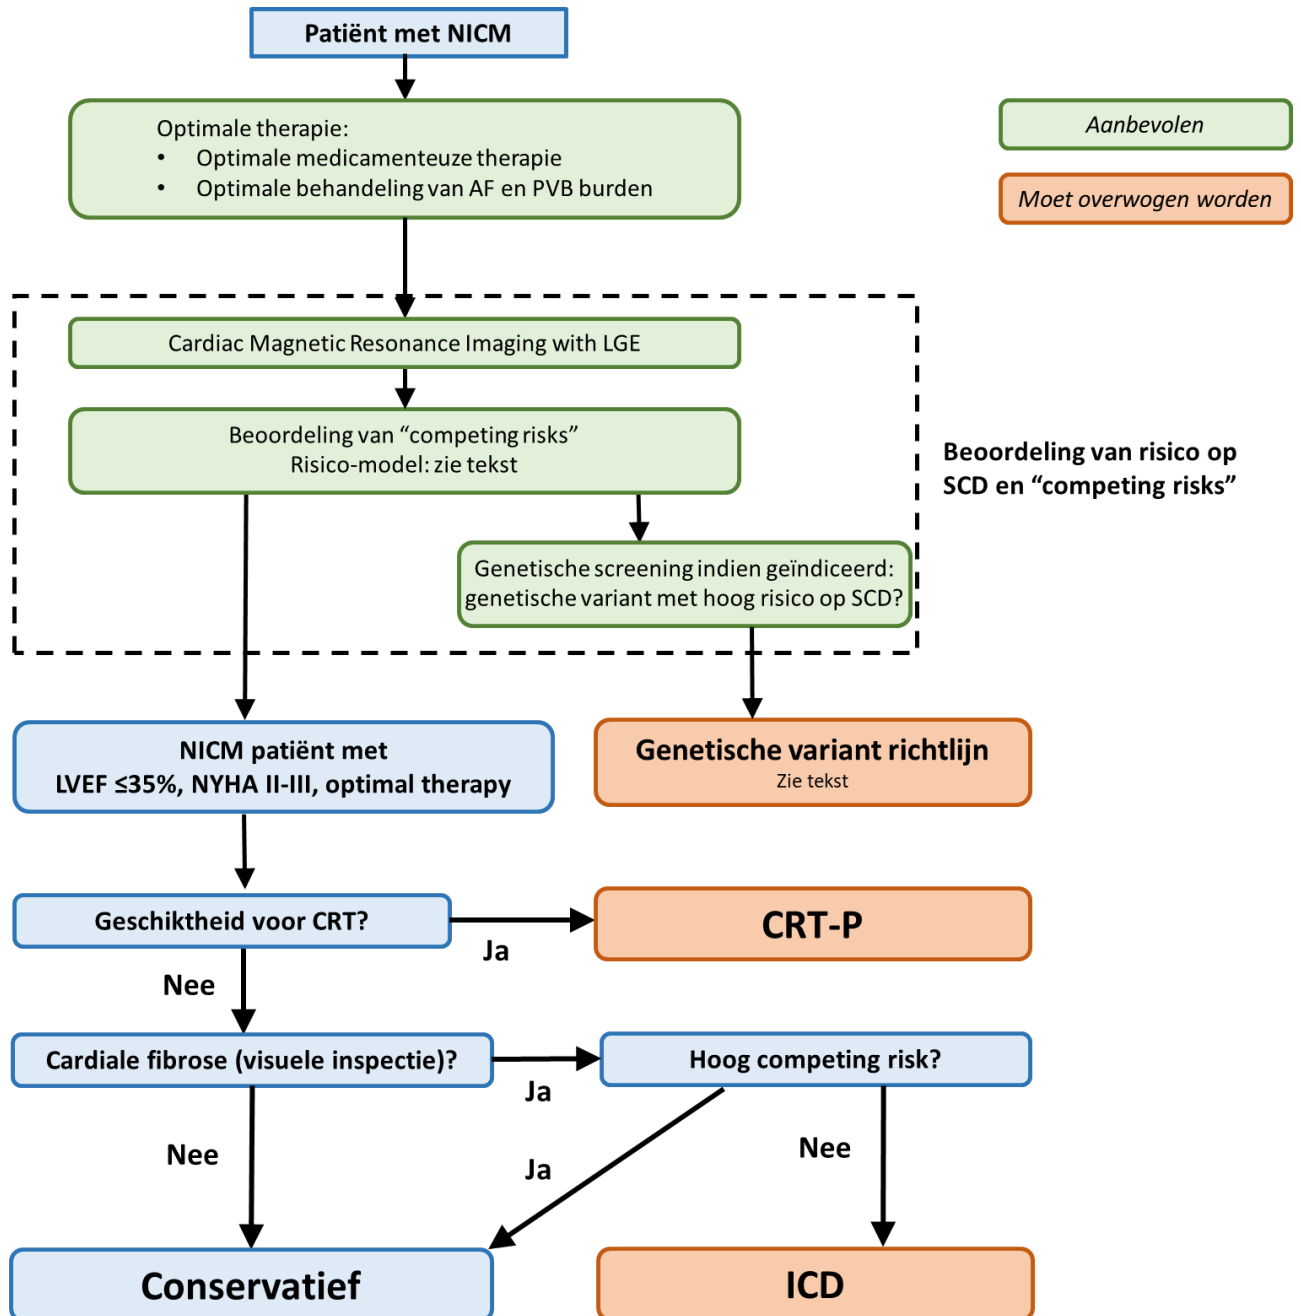 Patiënt met NICM
Optimale therapie:
• Optimale medicamenteuze therapie
• Optimale behandeling van AF en PVB burden
Aanbevolen
Moet overwogen worden
Cardiac Magnetic Resonance Imaging with LGE
Beoordeling van “competing risks”
Risico-model: zie tekst
Beoordeling van risico op
SCD en “competing risks”
Genetische screening indien geïndiceerd:
genetische variant met hoog risico op SCD?
NICM patiënt met
LVEF ≤35%, NYHA II-III, optimal therapy
Genetische variant richtlijn
Zie tekst
Geschiktheid voor CRT?
Ja
CRT-P
Nee
Cardiale fibrose (visuele inspectie)?
Ja
Hoog competing risk?
Nee
Ja
Nee
Conservatief
ICD